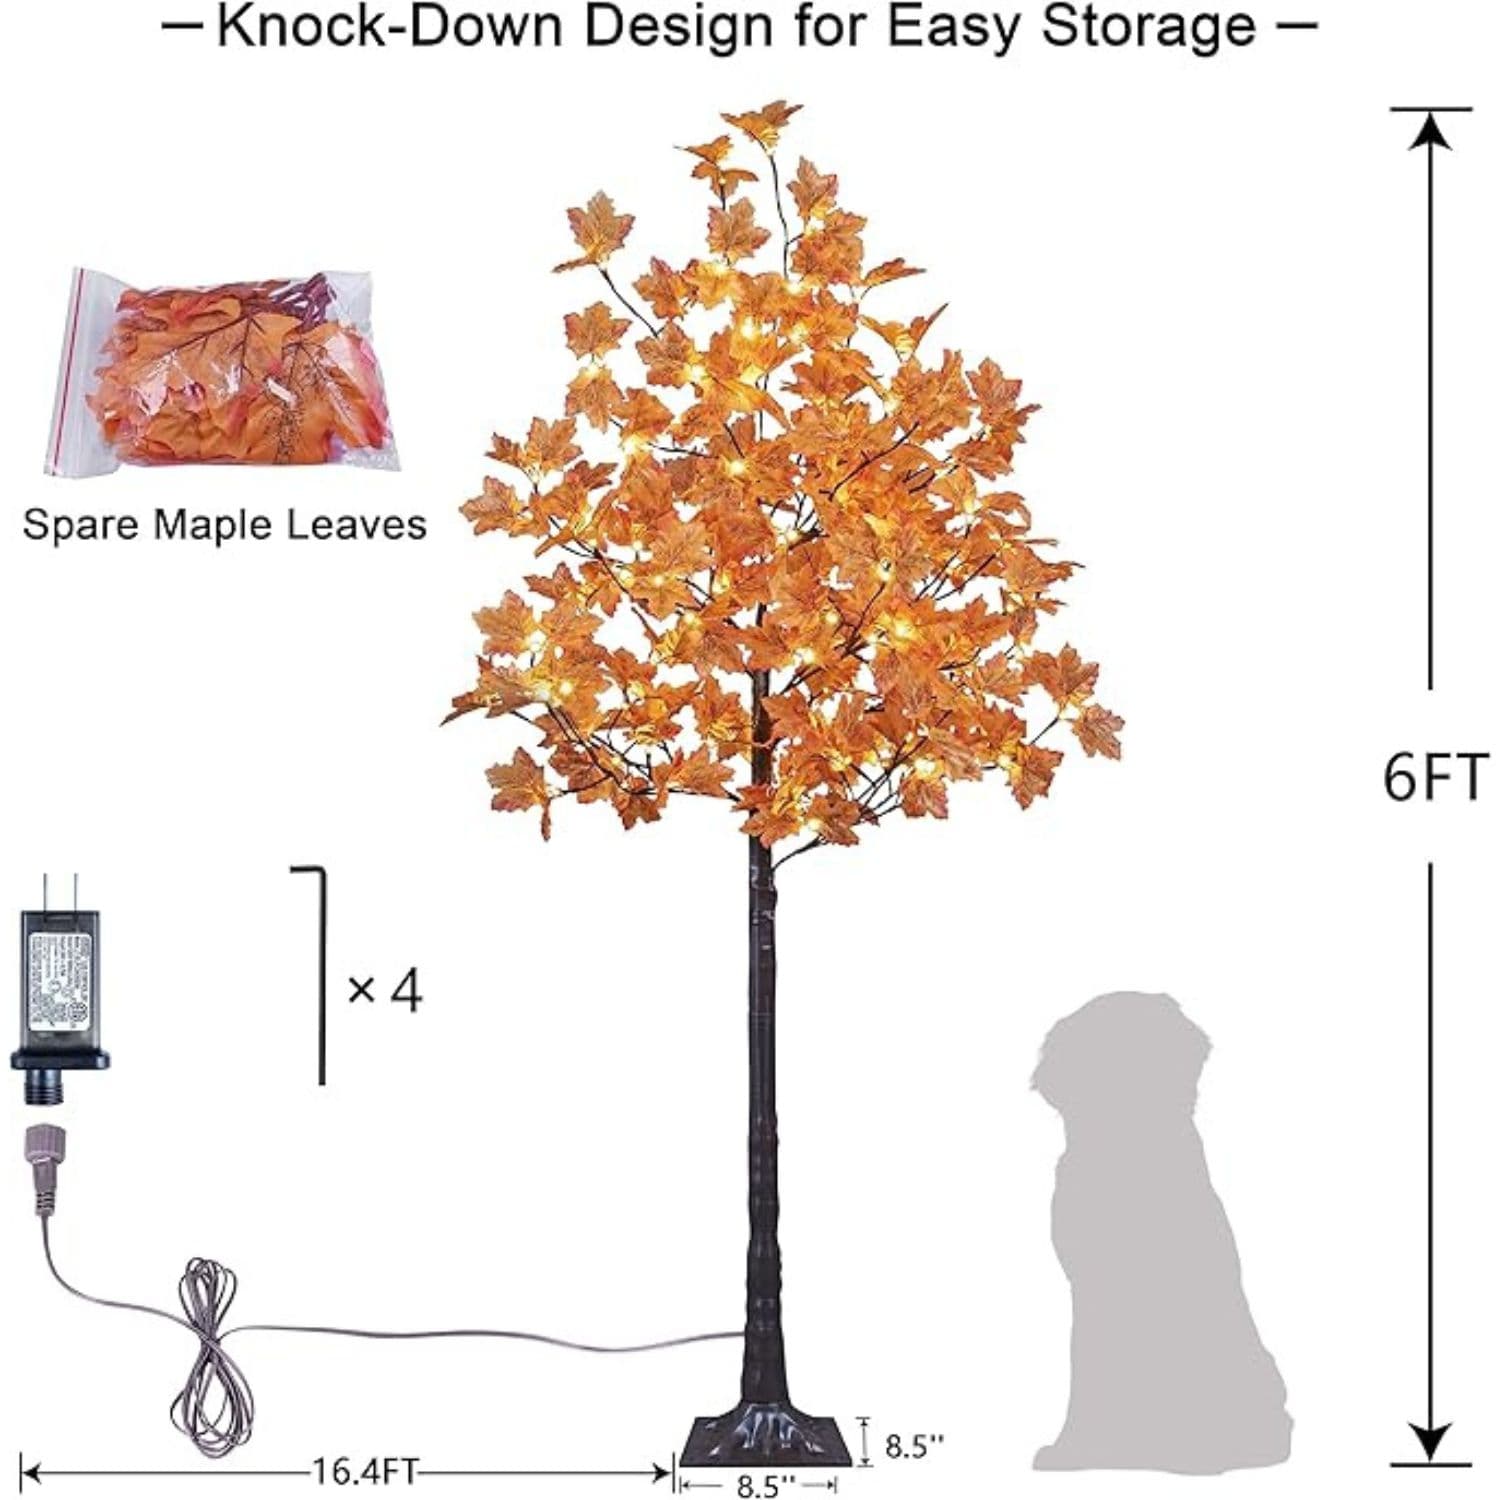 — Knock-Down Design for Easy Storage —
Spare Maple Leaves
6FT
× 4
8.5''
16.4FT
8.5''